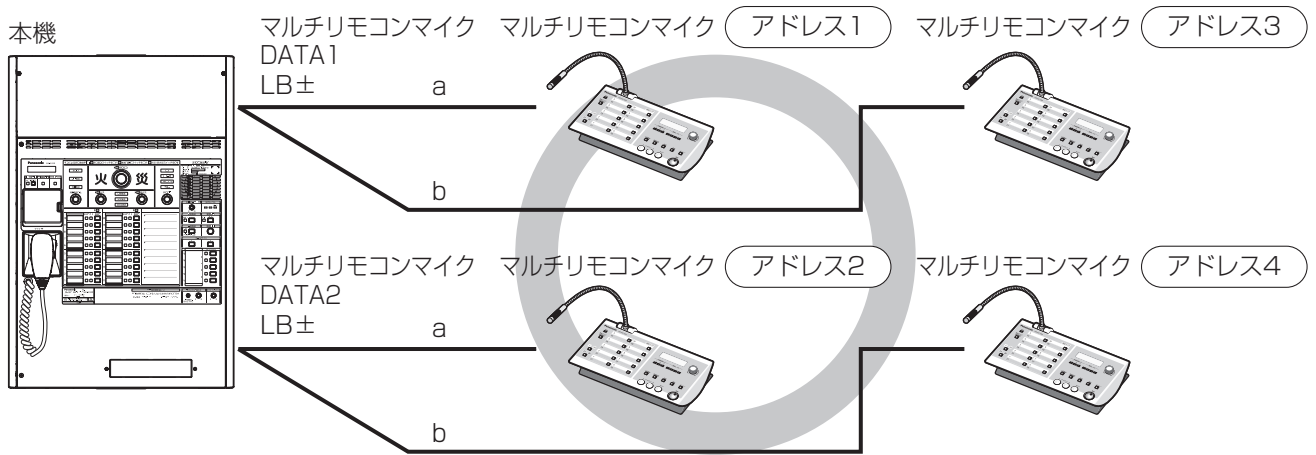 本機
マルチリモコンマイク
DATA1
LB±
a
b
マルチリモコンマイク アドレス1
マルチリモコンマイク アドレス3
Panasonic
火 災
マルチリモコンマイク
DATA2
LB±
a
b
マルチリモコンマイク アドレス2
マルチリモコンマイク アドレス4